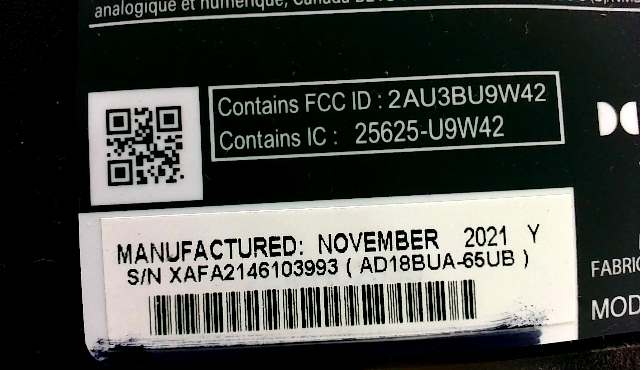 analogique et numérique, Canada
Contains FCC ID : 2AU3BU9W42
Contains IC : 25625-U9W42
MANUFACTURED: NOVEMBER 2021 Y
S/N XAFA2146103993 ( AD18BUA-65UB )
FABRIC
MOD